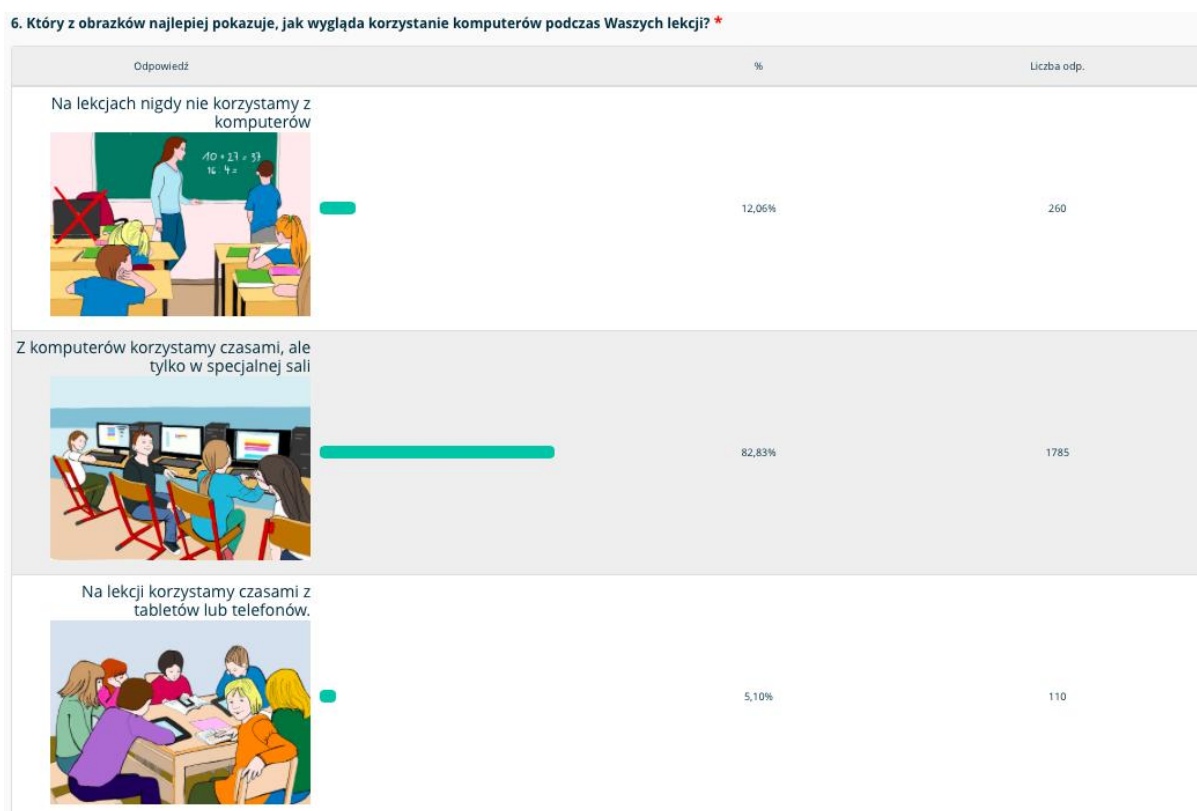 6. Który z obrazków najlepiej pokazuje, jak wygląda korzystanie komputerów podczas Waszych lekcji? *
Odpowiedź % Liczba odp.
Na lekcjach nigdy nie korzystamy z
komputerów
10 + 27 = 37
16 : 4 =
12,06% 260
Z komputerów korzystamy czasami, ale
tylko w specjalnej sali
82,83% 1785
Na lekcji korzystamy czasami z
tabletów lub telefonów.
5,10% 110